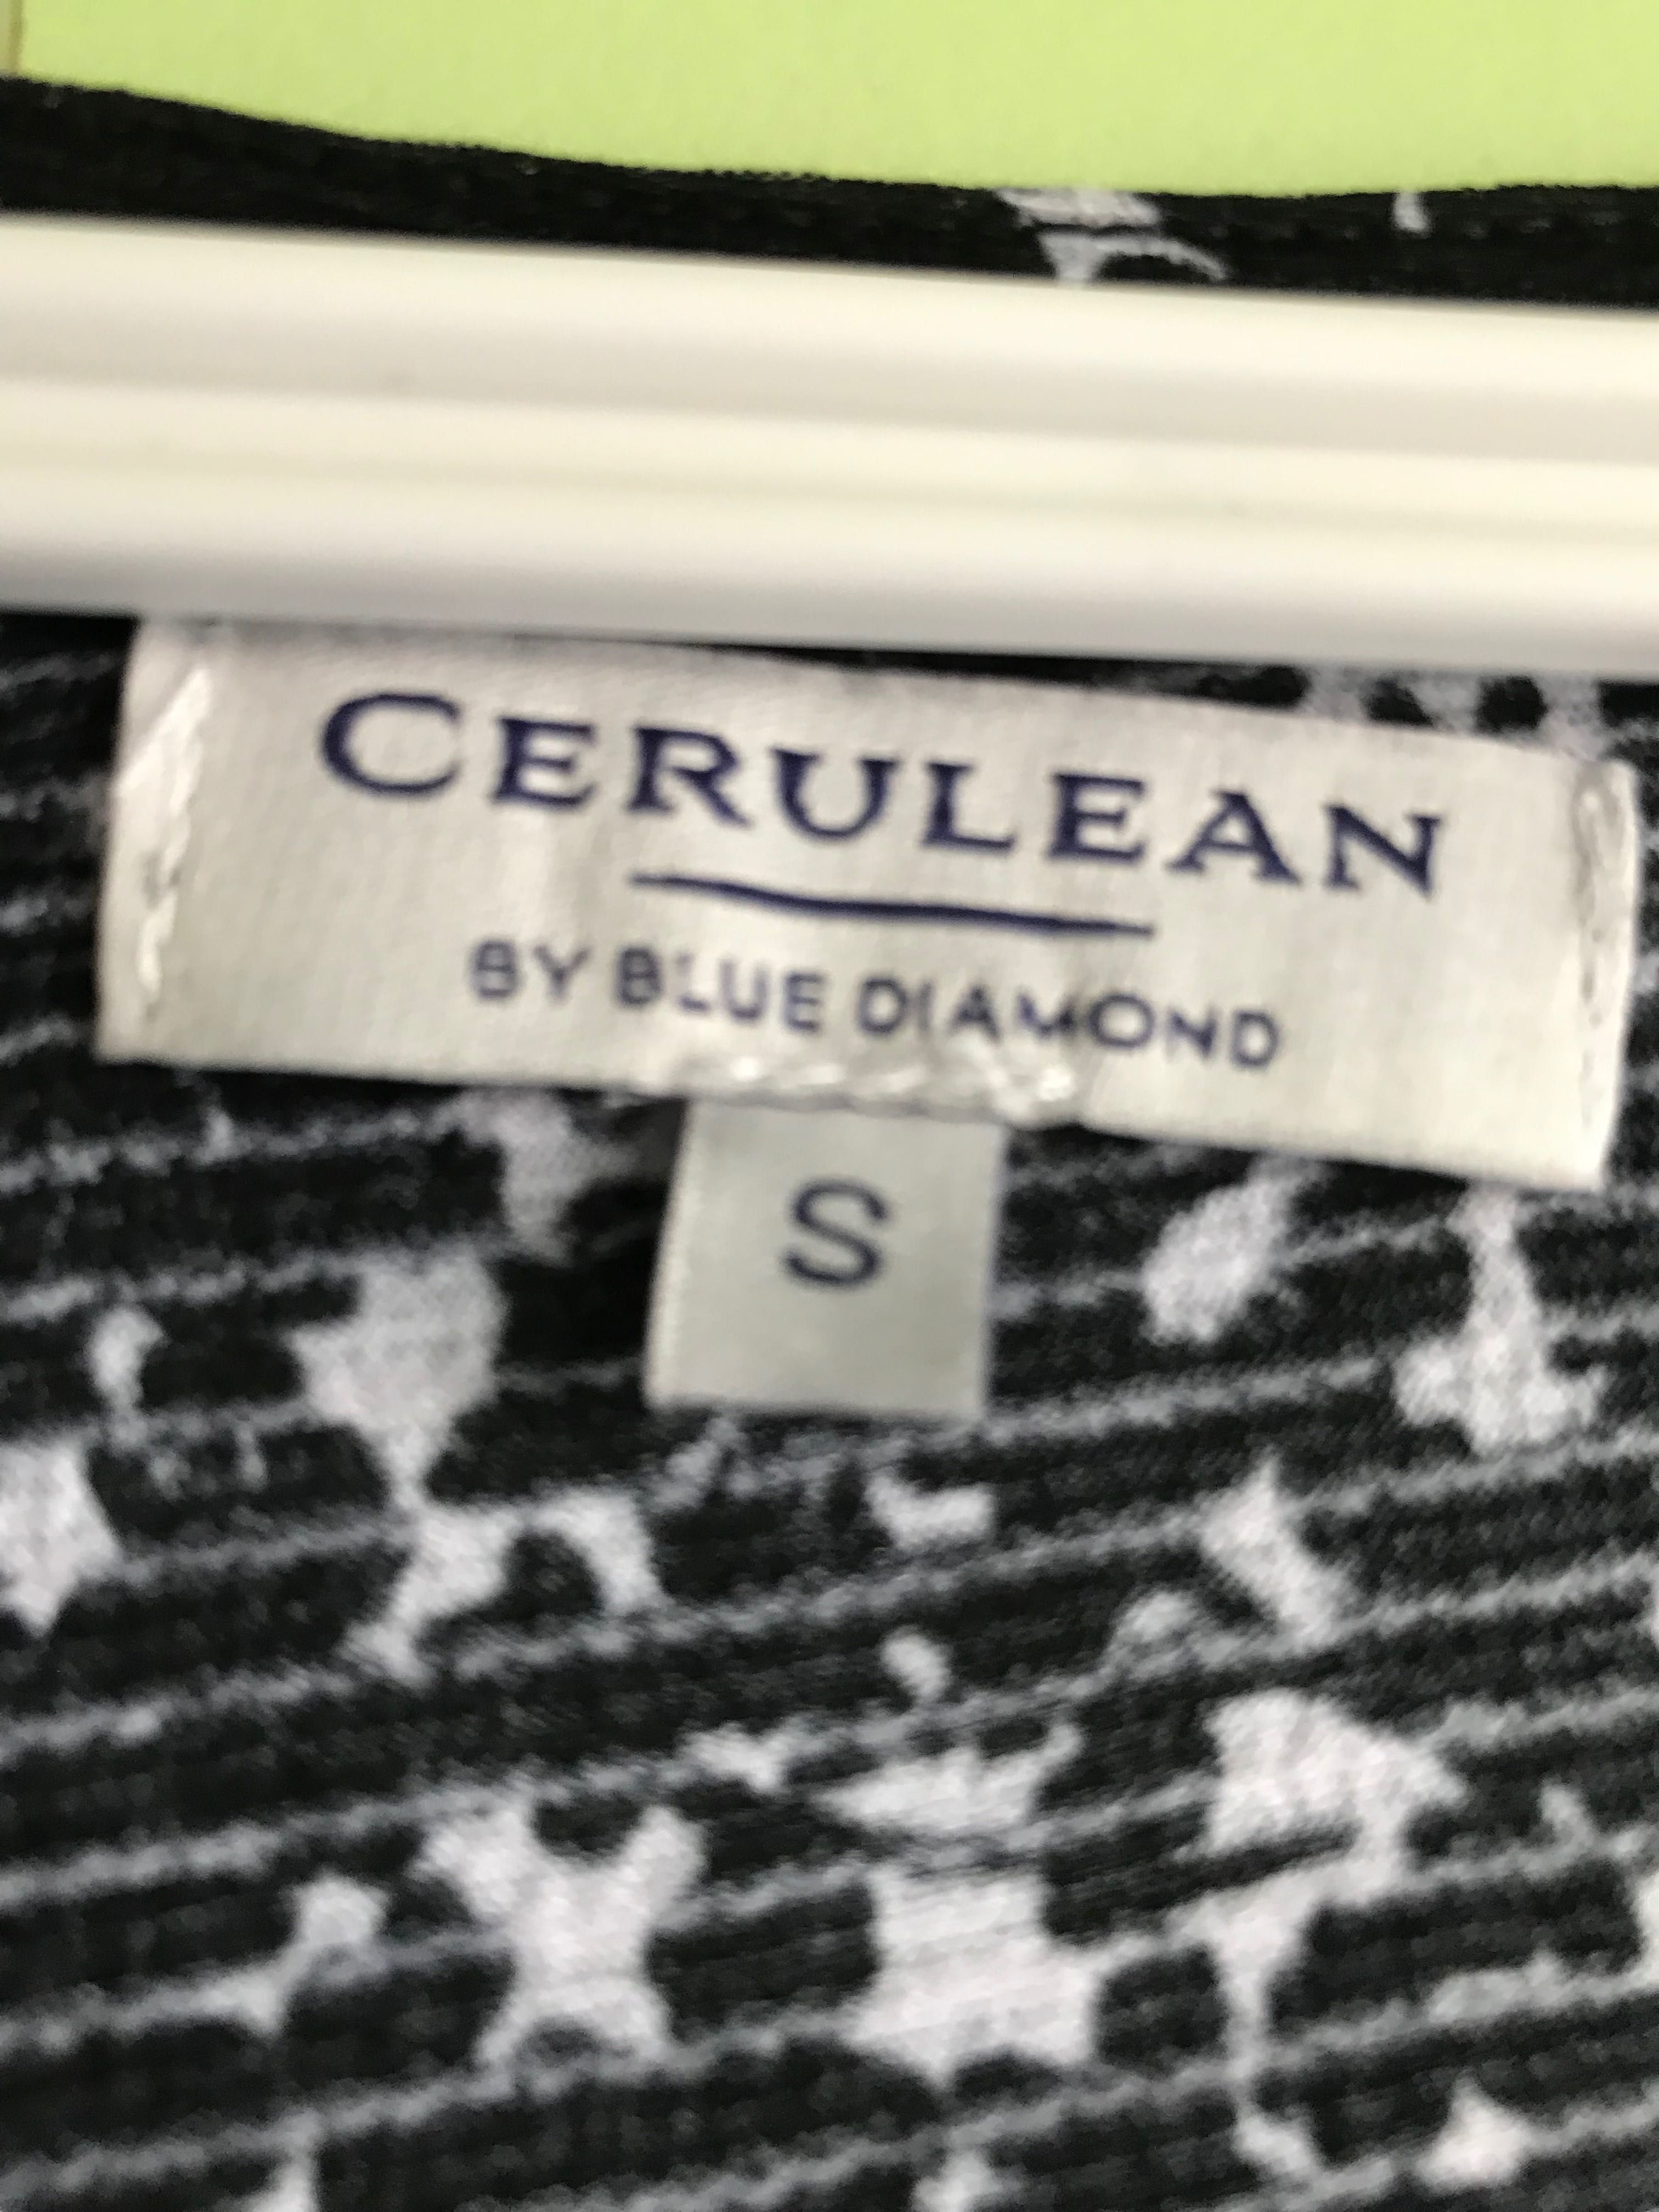 CERULEAN
BY BLUE DIAMOND
S